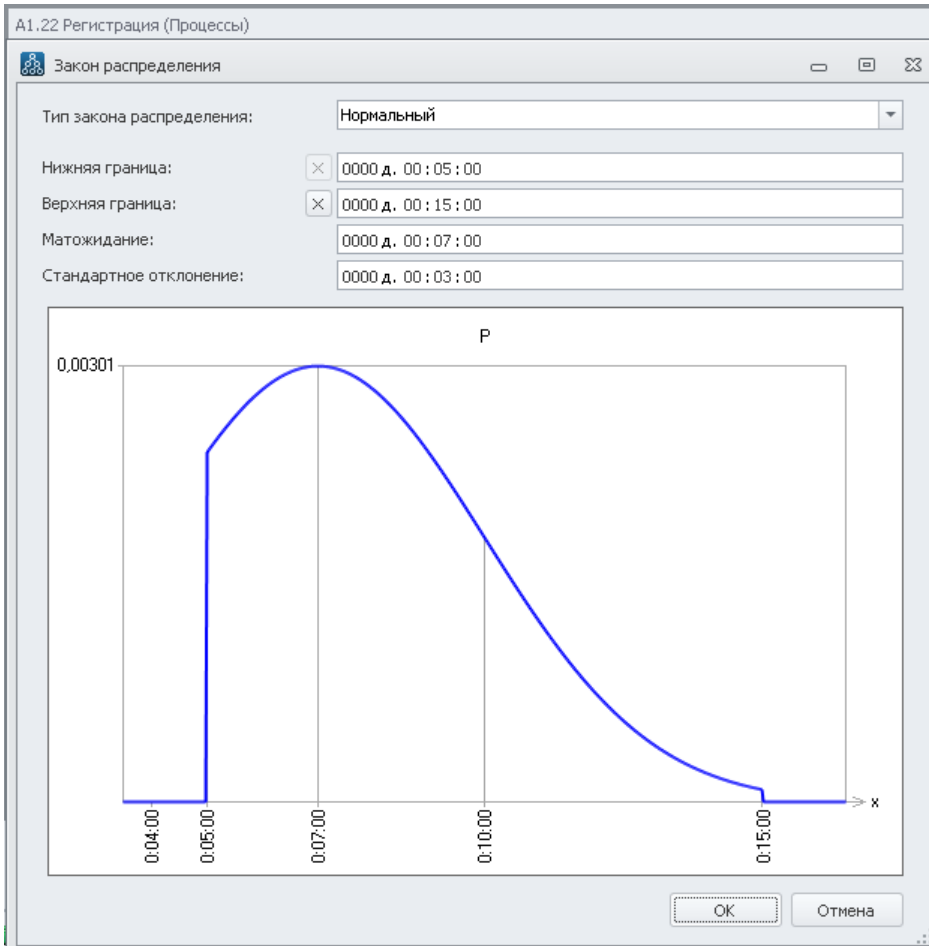 A1.22 Регистрация (Процессы)
Закон распределения
Тип закона распределения: Нормальный
Нижняя граница: 0000 д. 00 : 05 : 00
Верхняя граница: 0000 д. 00 : 15 : 00
Матожидание: 0000 д. 00 : 07 : 00
Стандартное отклонение: 0000 д. 00 : 03 : 00
P
0,00301
x
0:04:00 0:05:00 0:07:00 0:10:00 0:15:00
OK Отмена